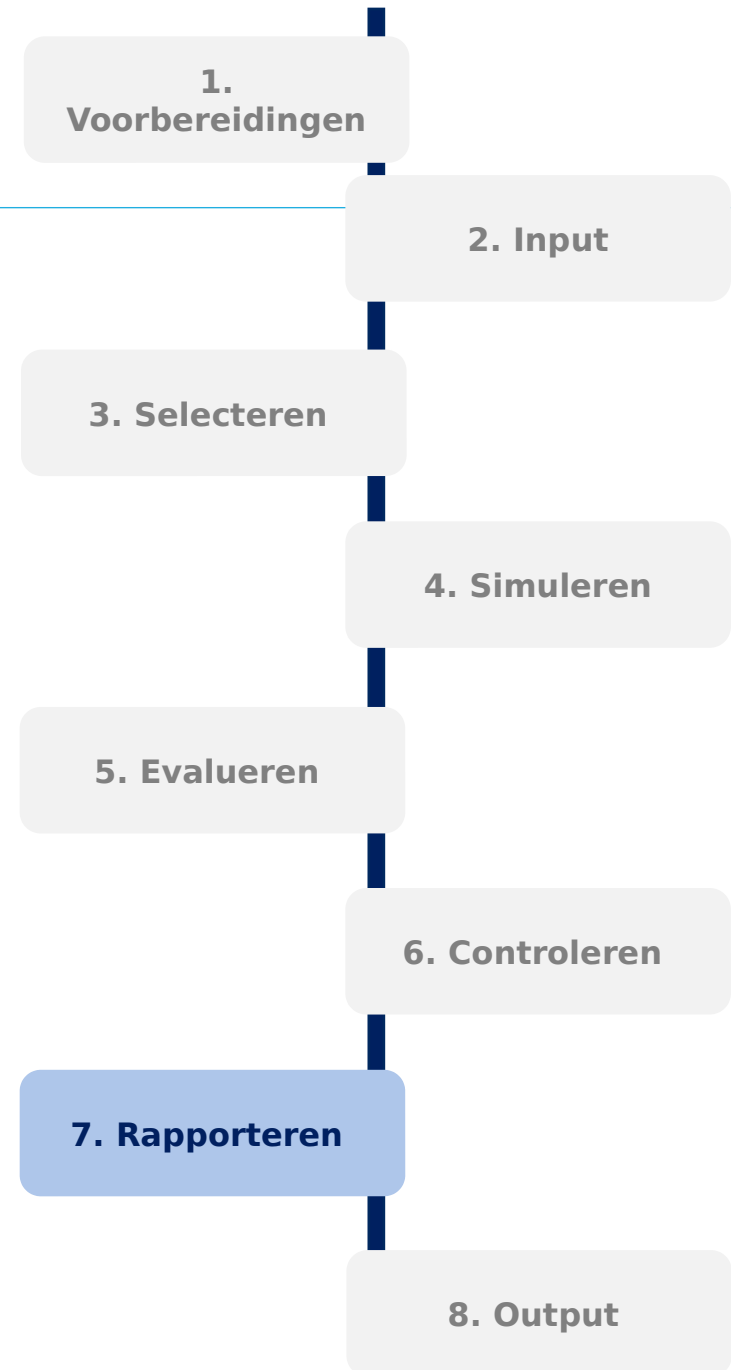 1.
Voorbereidingen
2. Input
3. Selecteren
4. Simuleren
5. Evalueren
6. Controleren
7. Rapporteren
8. Output